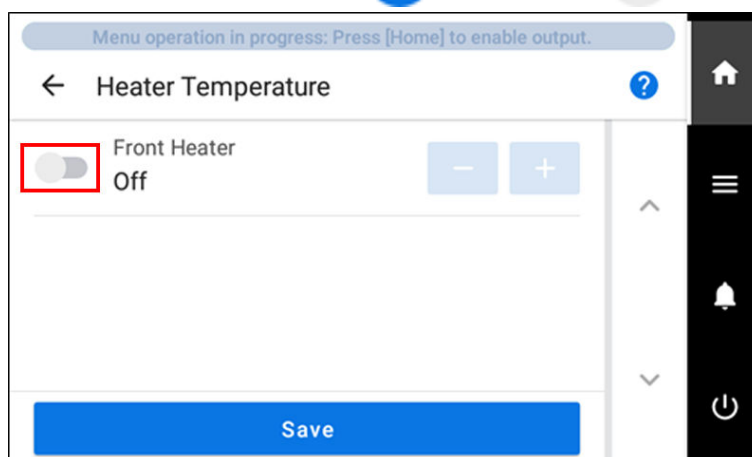 Menu operation in progress: Press [Home] to enable output.
Heater Temperature
?
Front Heater
Off
− +
Save